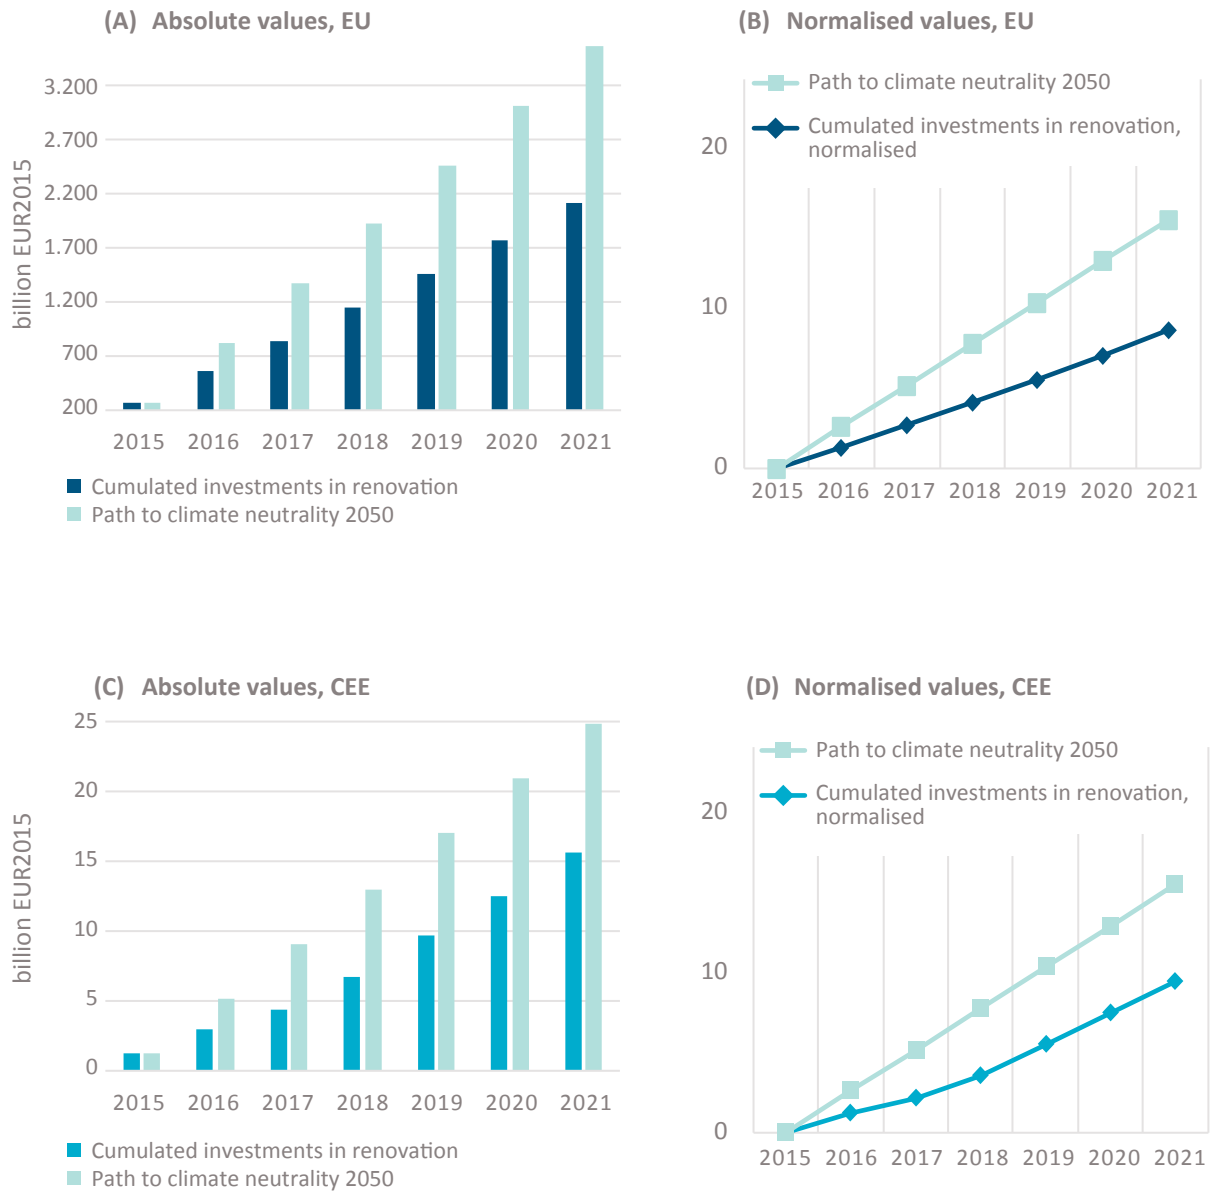 (A) Absolute values, EU
billion EUR2015
3.200
2.700
2.200
1.700
1.200
700
200
2015 2016 2017 2018 2019 2020 2021
Cumulated investments in renovation
Path to climate neutrality 2050
(B) Normalised values, EU
Path to climate neutrality 2050
Cumulated investments in renovation,
normalised
20
10
0
2015 2016 2017 2018 2019 2020 2021
(C) Absolute values, CEE
billion EUR2015
25
20
15
10
5
0
2015 2016 2017 2018 2019 2020 2021
Cumulated investments in renovation
Path to climate neutrality 2050
(D) Normalised values, CEE
Path to climate neutrality 2050
Cumulated investments in renovation,
normalised
20
10
0
2015 2016 2017 2018 2019 2020 2021